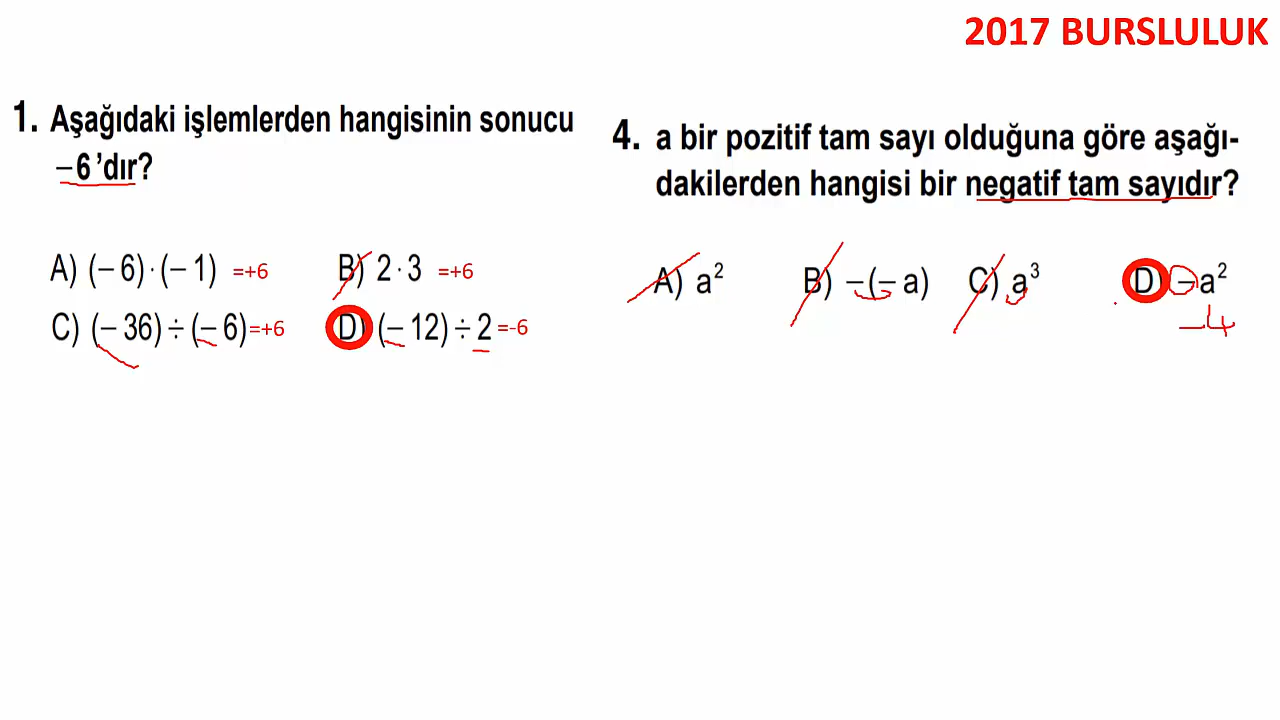 2017 BURSLULUK
1. Aşağıdaki işlemlerden hangisinin sonucu
–6 'dır?
A) (– 6) · (– 1) =+6 B) 2 · 3 =+6
C) (– 36) ÷ (– 6) =+6 D) (– 12) ÷ 2 =-6
4. a bir pozitif tam sayı olduğuna göre aşağı-
dakilerden hangisi bir negatif tam sayıdır?
A) a² B) –(– a) C) a³ D) –a²
–4